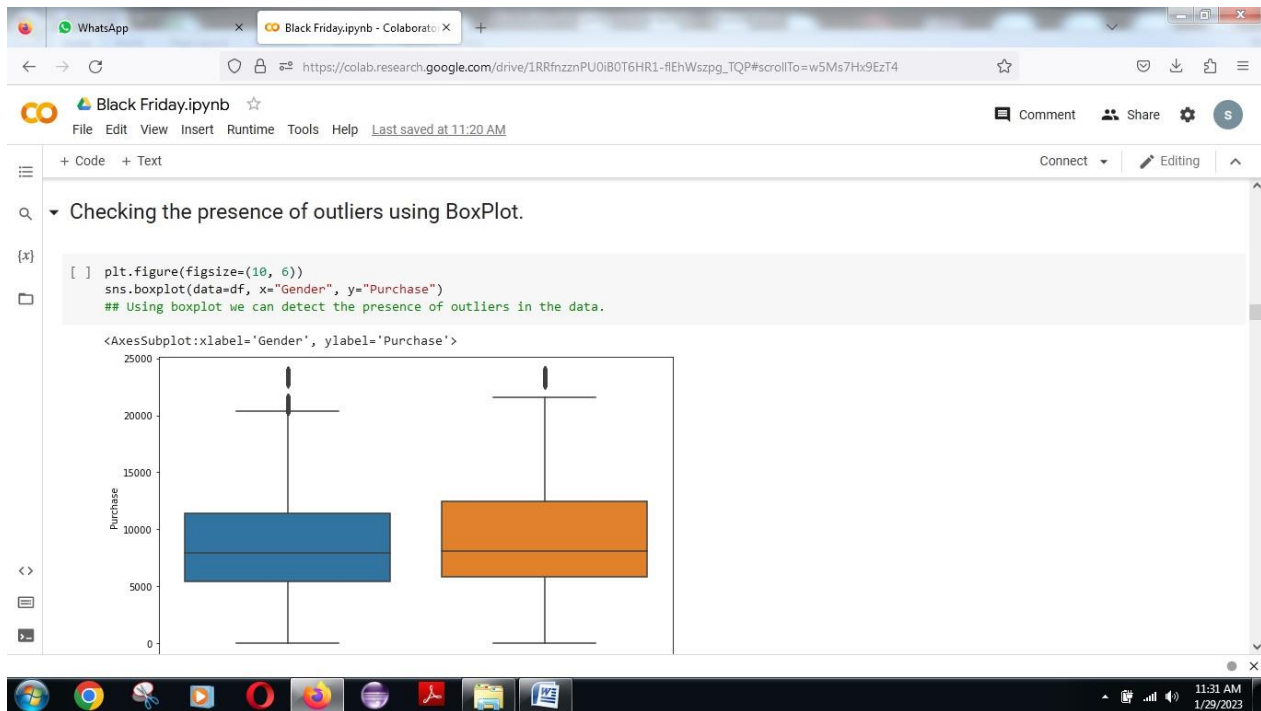 WhatsApp
Black Friday.ipynb - Colaborato
https://colab.research.google.com/drive/1RRfnzznPU0iB0T6HR1-flEhWszpg_TQP#scrollTo=w5Ms7Hx9EzT4
CO Black Friday.ipynb
Comment Share S
File Edit View Insert Runtime Tools Help Last saved at 11:20 AM
+ Code + Text
Connect Editing
Checking the presence of outliers using BoxPlot.
{x}
[ ] plt.figure(figsize=(10, 6))
sns.boxplot(data=df, x="Gender", y="Purchase")
## Using boxplot we can detect the presence of outliers in the data.
<AxesSubplot:xlabel='Gender', ylabel='Purchase'>
25000
20000
15000
Purchase
10000
5000
0
11:31 AM
1/29/2023